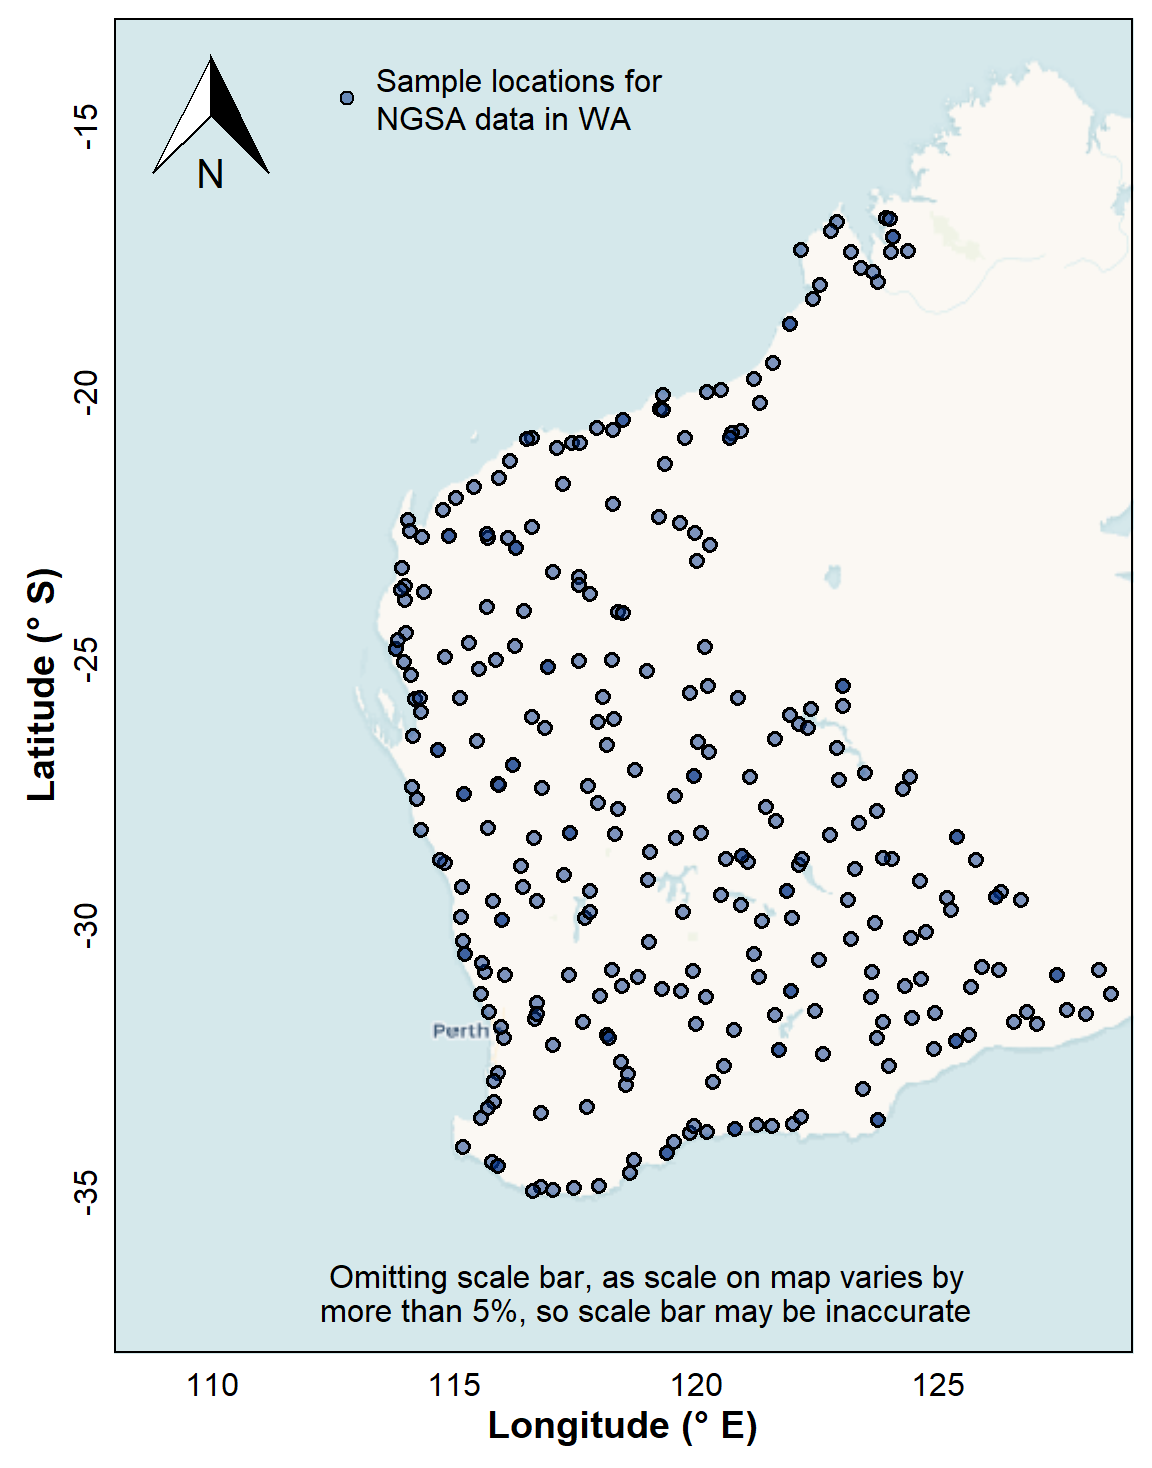 Sample locations for
NGSA data in WA
N
-15
-20
-25
-30
-35
Latitude (° S)
Perth
Omitting scale bar, as scale on map varies by
more than 5%, so scale bar may be inaccurate
110 115 120 125
Longitude (° E)